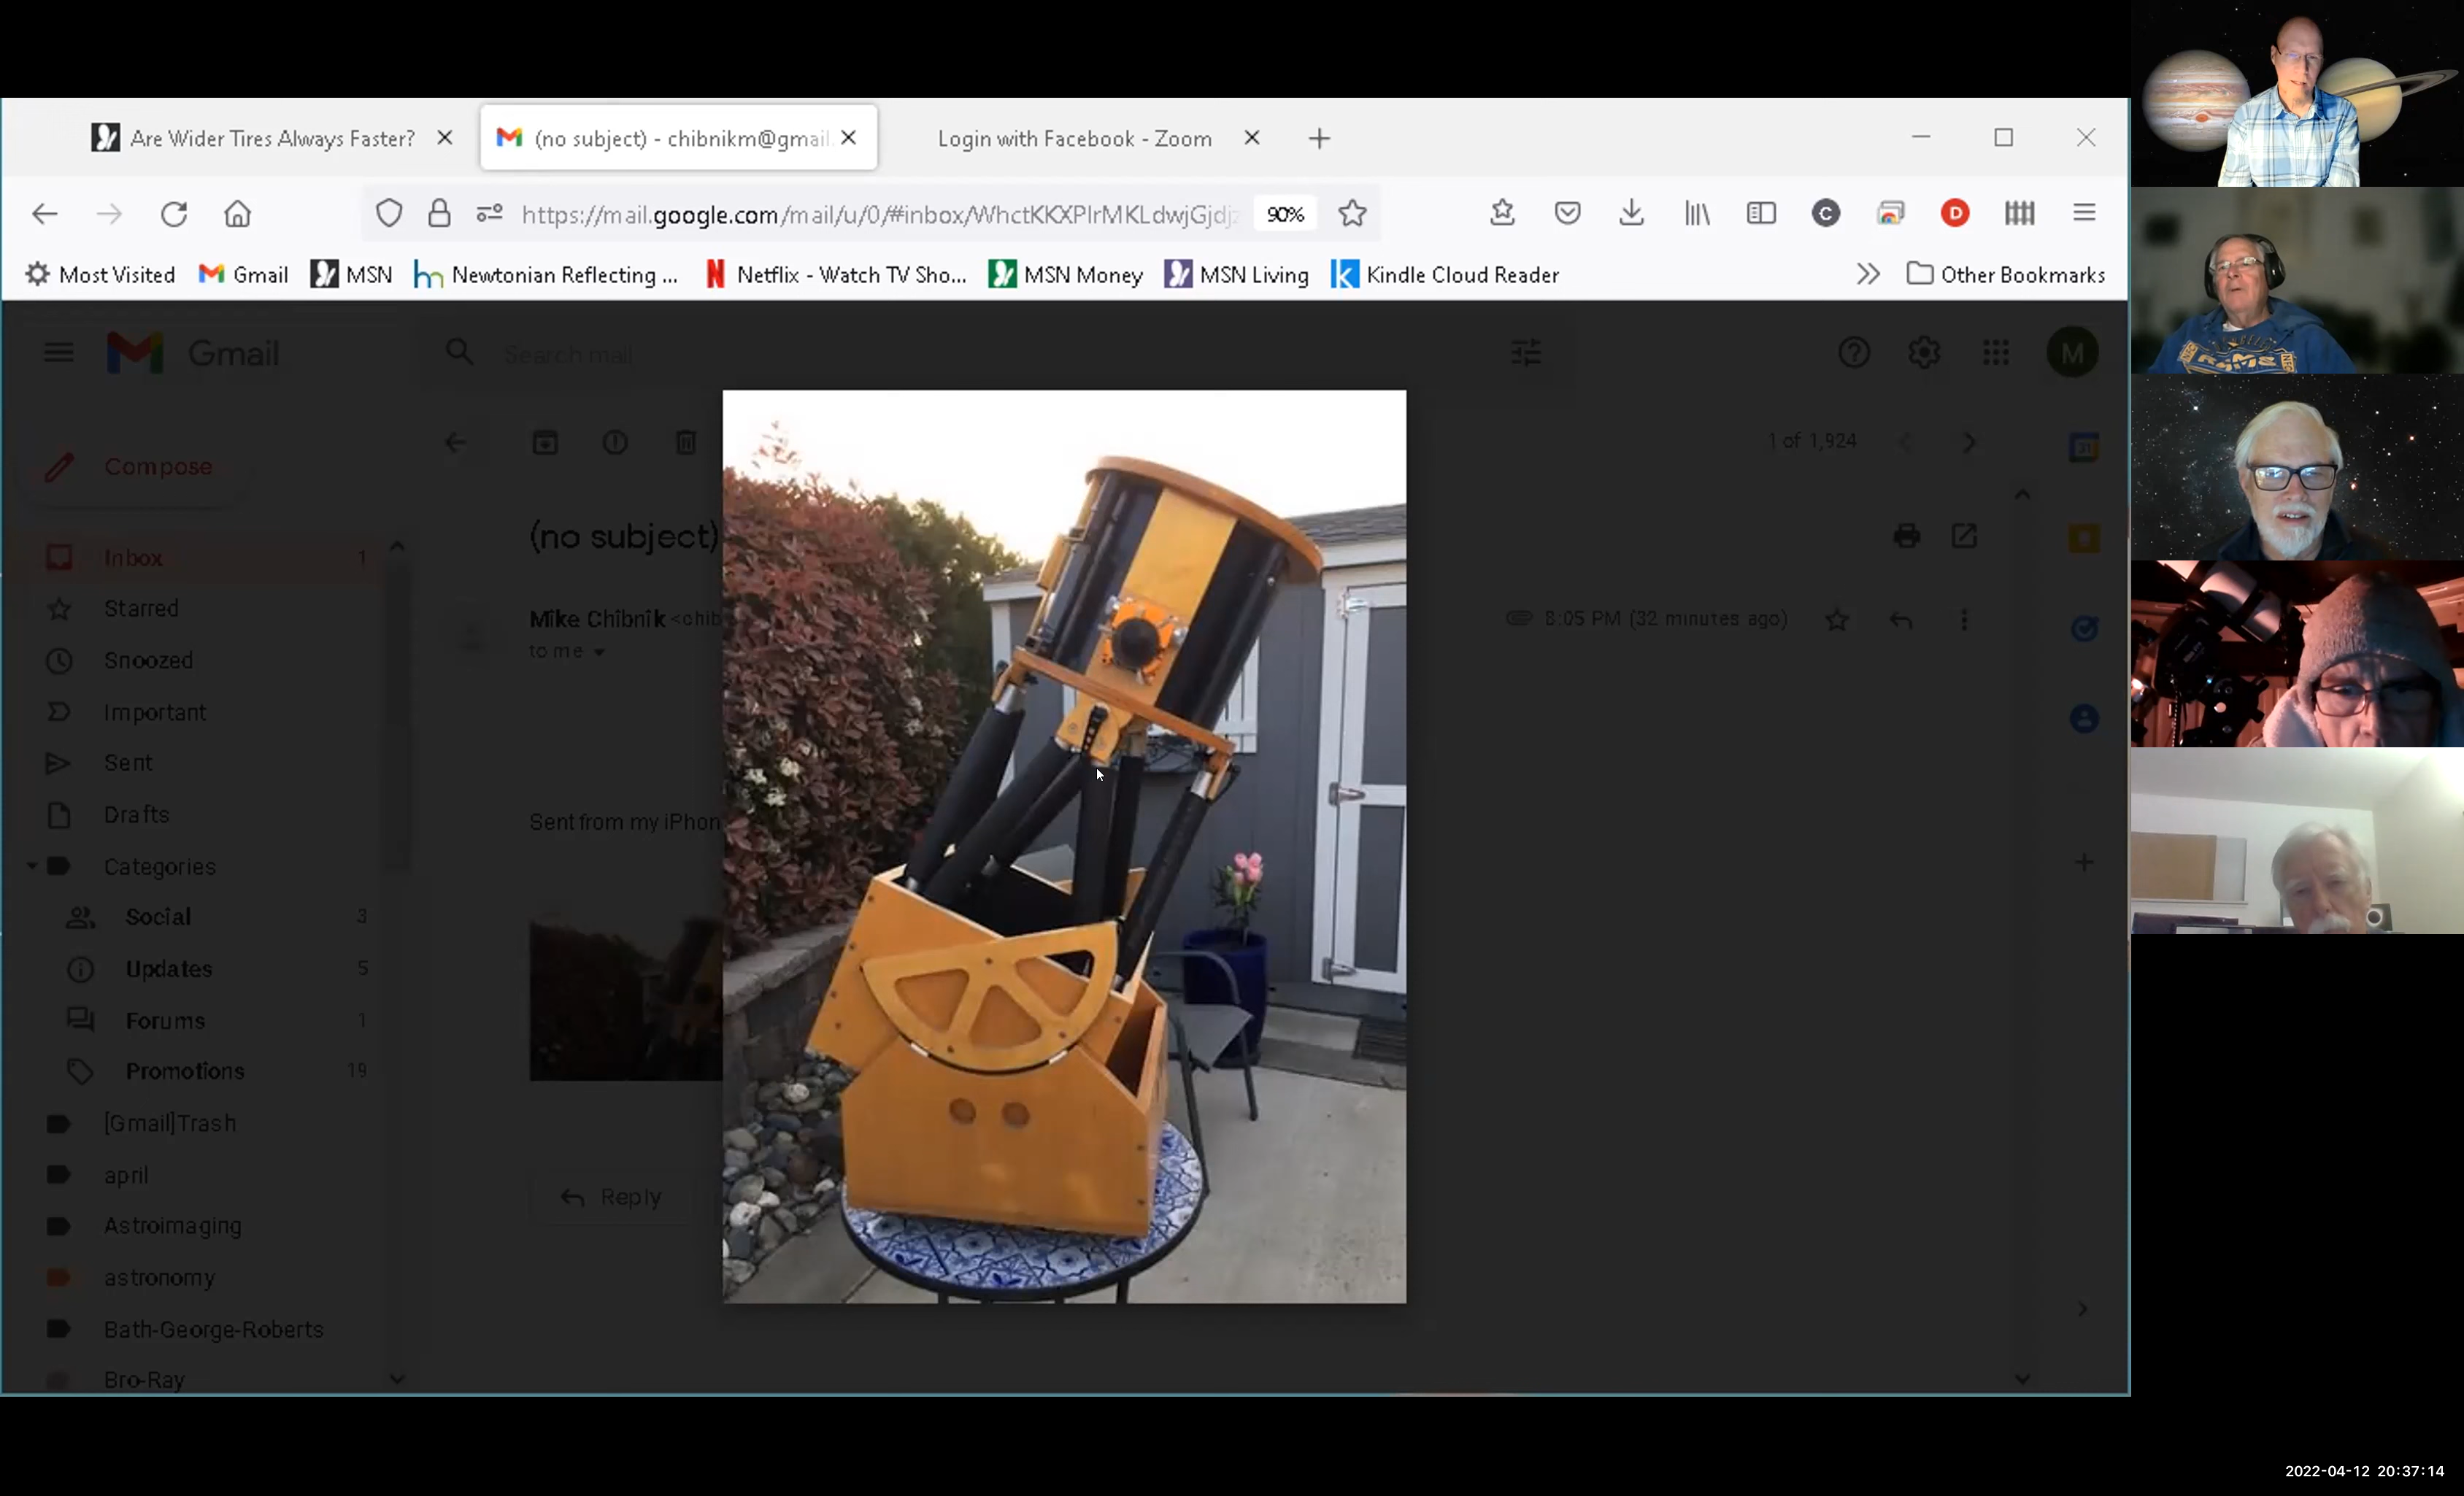 Are Wider Tires Always Faster?
(no subject) - chibnikm@gmail.
Login with Facebook - Zoom
https://mail.google.com/mail/u/0/#inbox/WhctKKXPlrMKLdwjGjdjz
90%
C
D
Most Visited
Gmail
MSN
Newtonian Reflecting ...
Netflix - Watch TV Sho...
MSN Money
MSN Living
Kindle Cloud Reader
Other Bookmarks
Gmail
Search mail
M
1 of 1,924
31
Compose
(no subject)
Inbox 1
Starred
Mike Chibnik <chib
8:05 PM (32 minutes ago)
to me
Snoozed
Important
Sent
Drafts
Sent from my iPhon
Categories
Social 3
Updates 5
Forums 1
Promotions 19
[Gmail]Trash
april
Reply
Astroimaging
astronomy
Bath-George-Roberts
Bro-Ray
2022-04-12 20:37:14